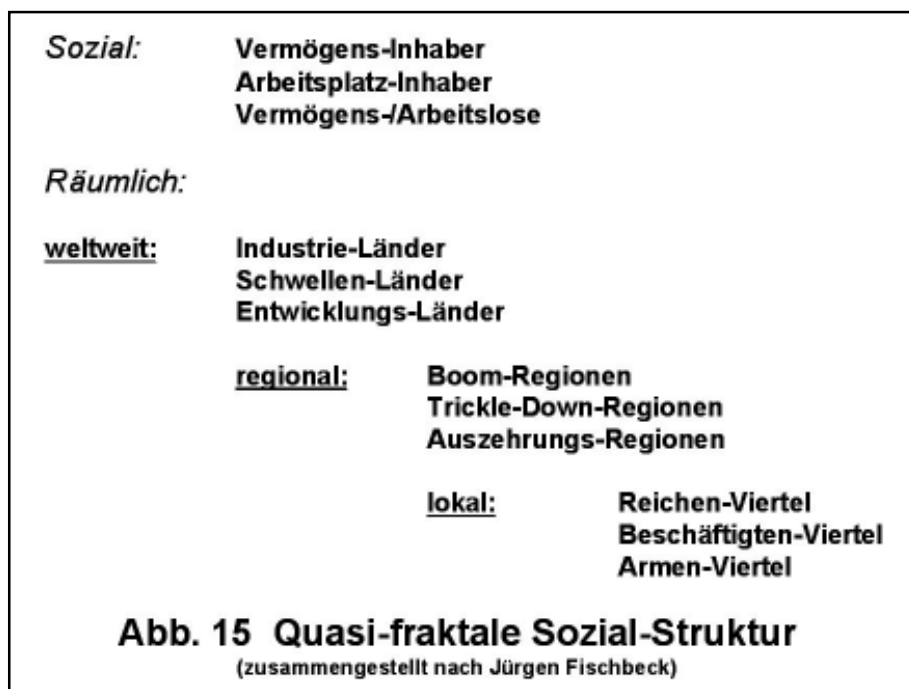 Sozial: Vermögens-Inhaber
Arbeitsplatz-Inhaber
Vermögens-/Arbeitslose
Räumlich:
weltweit: Industrie-Länder
Schwellen-Länder
Entwicklungs-Länder
regional: Boom-Regionen
Trickle-Down-Regionen
Auszehrungs-Regionen
lokal: Reichen-Viertel
Beschäftigten-Viertel
Armen-Viertel
Abb. 15 Quasi-fraktale Sozial-Struktur
(zusammengestellt nach Jürgen Fischbeck)